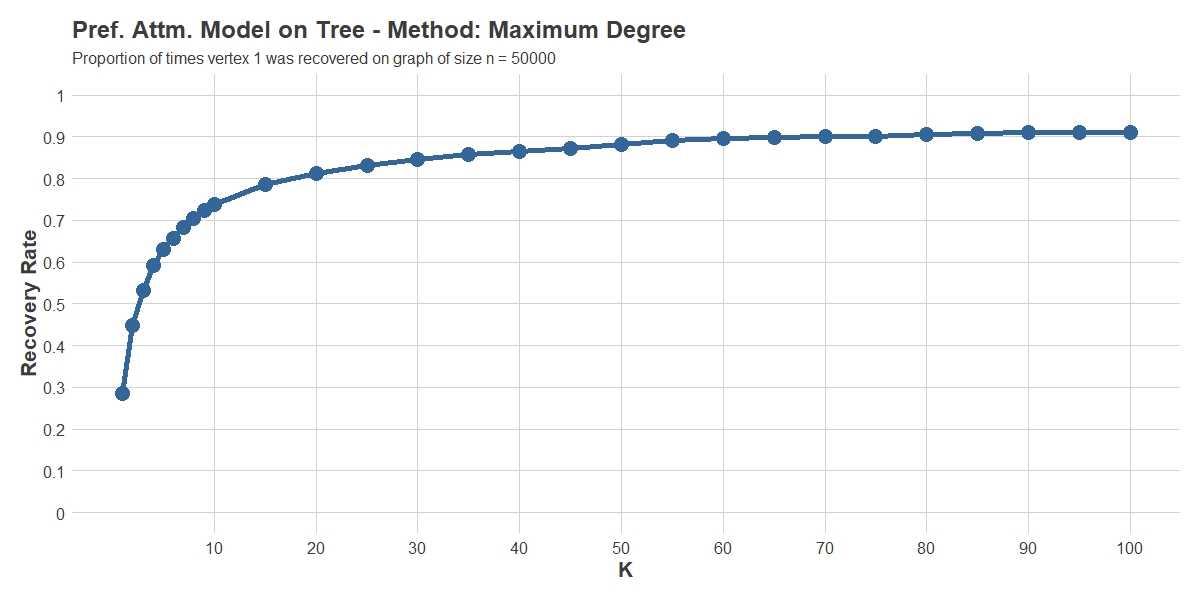 Pref. Attm. Model on Tree - Method: Maximum Degree
Proportion of times vertex 1 was recovered on graph of size n = 50000
1
0.9
0.8
0.7
0.6
0.5
0.4
0.3
0.2
0.1
0
Recovery Rate
10 20 30 40 50 60 70 80 90 100
K